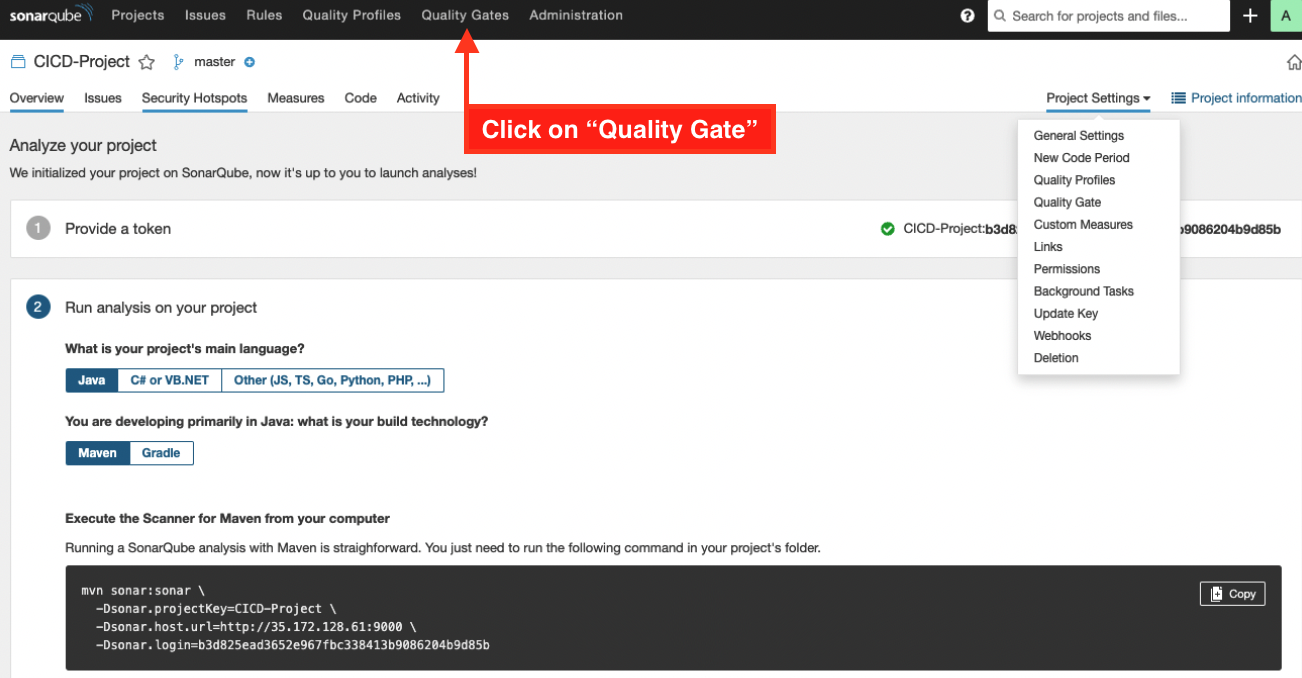 sonarqube Projects Issues Rules Quality Profiles Quality Gates Administration ? Search for projects and files... A
CICD-Project master
Overview Issues Security Hotspots Measures Code Activity Project Settings Project information
Click on “Quality Gate”
General Settings
New Code Period
Quality Profiles
Quality Gate
Custom Measures
Links
Permissions
Background Tasks
Update Key
Webhooks
Deletion
Analyze your project
We initialized your project on SonarQube, now it's up to you to launch analyses!
1 Provide a token CICD-Project:b3d8 b9086204b9d85b
2 Run analysis on your project
What is your project's main language?
Java C# or VB.NET Other (JS, TS, Go, Python, PHP, ...)
You are developing primarily in Java: what is your build technology?
Maven Gradle
Execute the Scanner for Maven from your computer
Running a SonarQube analysis with Maven is straighforward. You just need to run the following command in your project's folder.
mvn sonar:sonar \
-Dsonar.projectKey=CICD-Project \
-Dsonar.host.url=http://35.172.128.61:9000 \
-Dsonar.login=b3d825ead3652e967fbc338413b9086204b9d85b
Copy